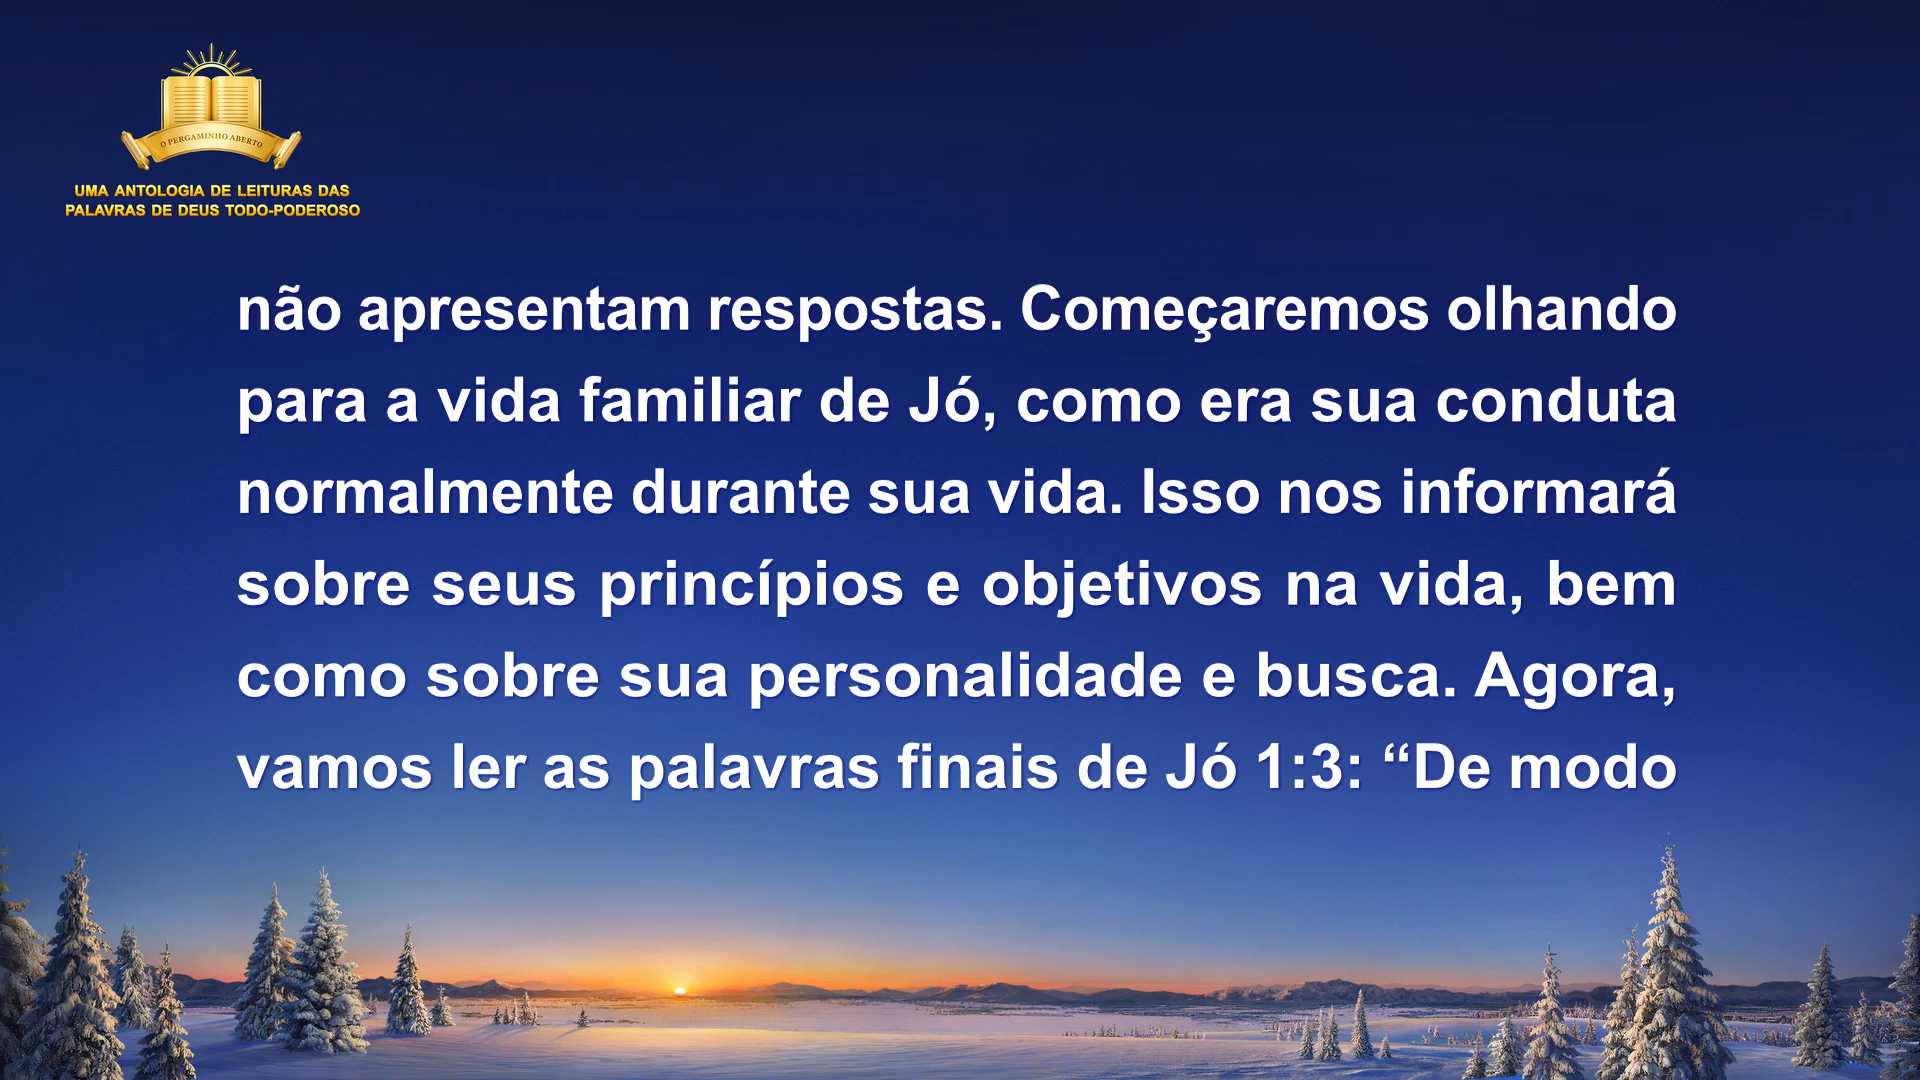 O PERGAMINHO ABERTO
UMA ANTOLOGIA DE LEITURAS DAS
PALAVRAS DE DEUS TODO-PODEROSO
não apresentam respostas. Começaremos olhando
para a vida familiar de Jó, como era sua conduta
normalmente durante sua vida. Isso nos informará
sobre seus princípios e objetivos na vida, bem
como sobre sua personalidade e busca. Agora,
vamos ler as palavras finais de Jó 1:3: “De modo